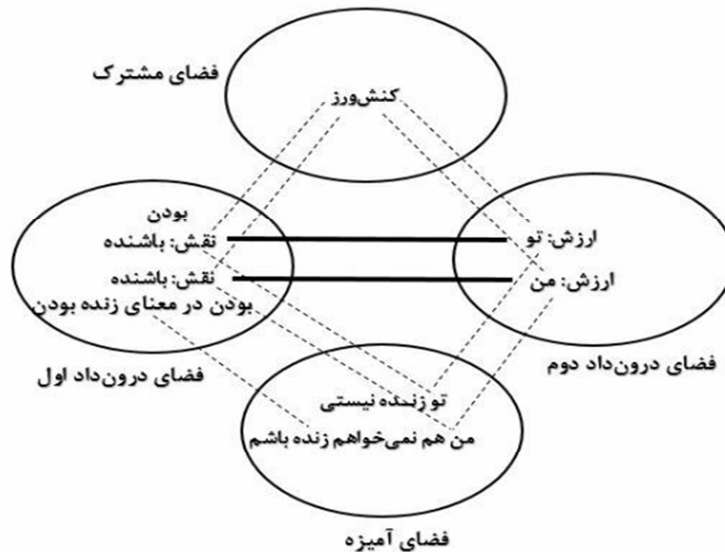 فضای مشترک
کنش‌ورز
بودن
نقش: باشنده
نقش: باشنده
بودن در معنای زنده بودن
فضای درون‌داد اول
ارزش: تو
ارزش: من
فضای درون‌داد دوم
تو زنده نیستی
من هم نمی‌خواهم زنده باشم
فضای آمیزه